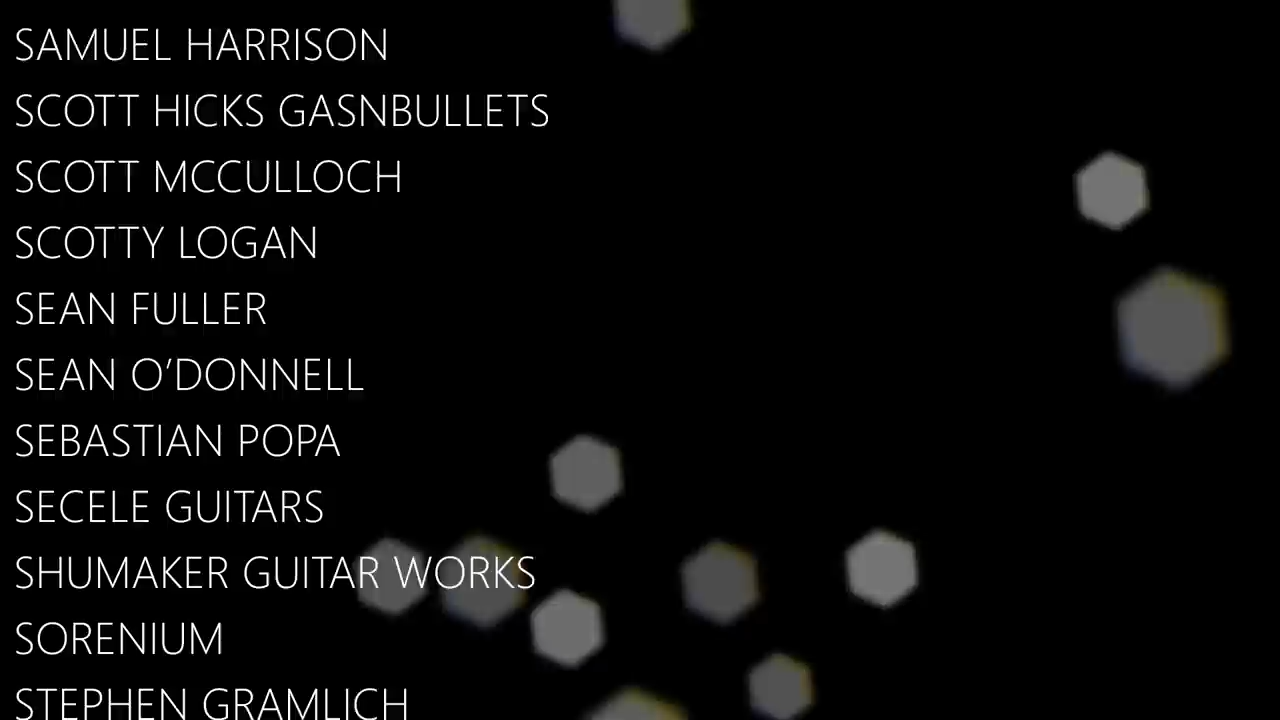 SAMUEL HARRISON
SCOTT HICKS GASNBULLETS
SCOTT MCCULLOCH
SCOTTY LOGAN
SEAN FULLER
SEAN O’DONNELL
SEBASTIAN POPA
SECELE GUITARS
SHUMAKER GUITAR WORKS
SORENIUM
STEPHEN GRAMLICH